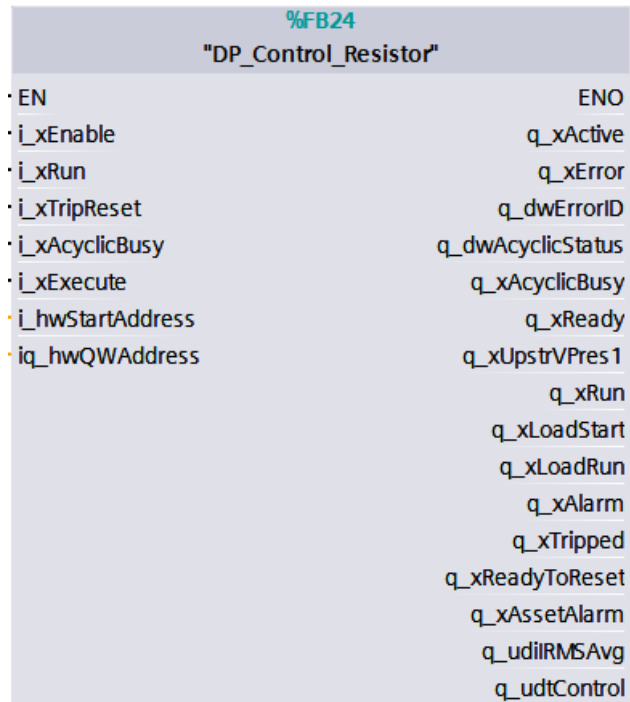 %FB24
"DP_Control_Resistor"
EN ENO
i_xEnable q_xActive
i_xRun q_xError
i_xTripReset q_dwErrorID
i_xAcyclicBusy q_dwAcyclicStatus
i_xExecute q_xAcyclicBusy
i_hwStartAddress q_xReady
iq_hwQWAddress q_xUpstrVPres1
q_xRun
q_xLoadStart
q_xLoadRun
q_xAlarm
q_xTripped
q_xReadyToReset
q_xAssetAlarm
q_udiIRMSAvg
q_udtControl